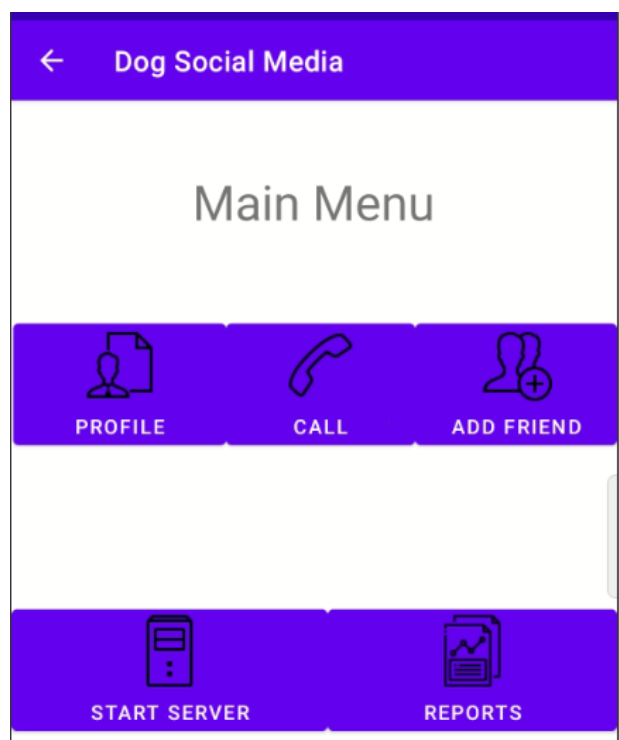 Dog Social Media
Main Menu
PROFILE CALL ADD FRIEND
START SERVER REPORTS